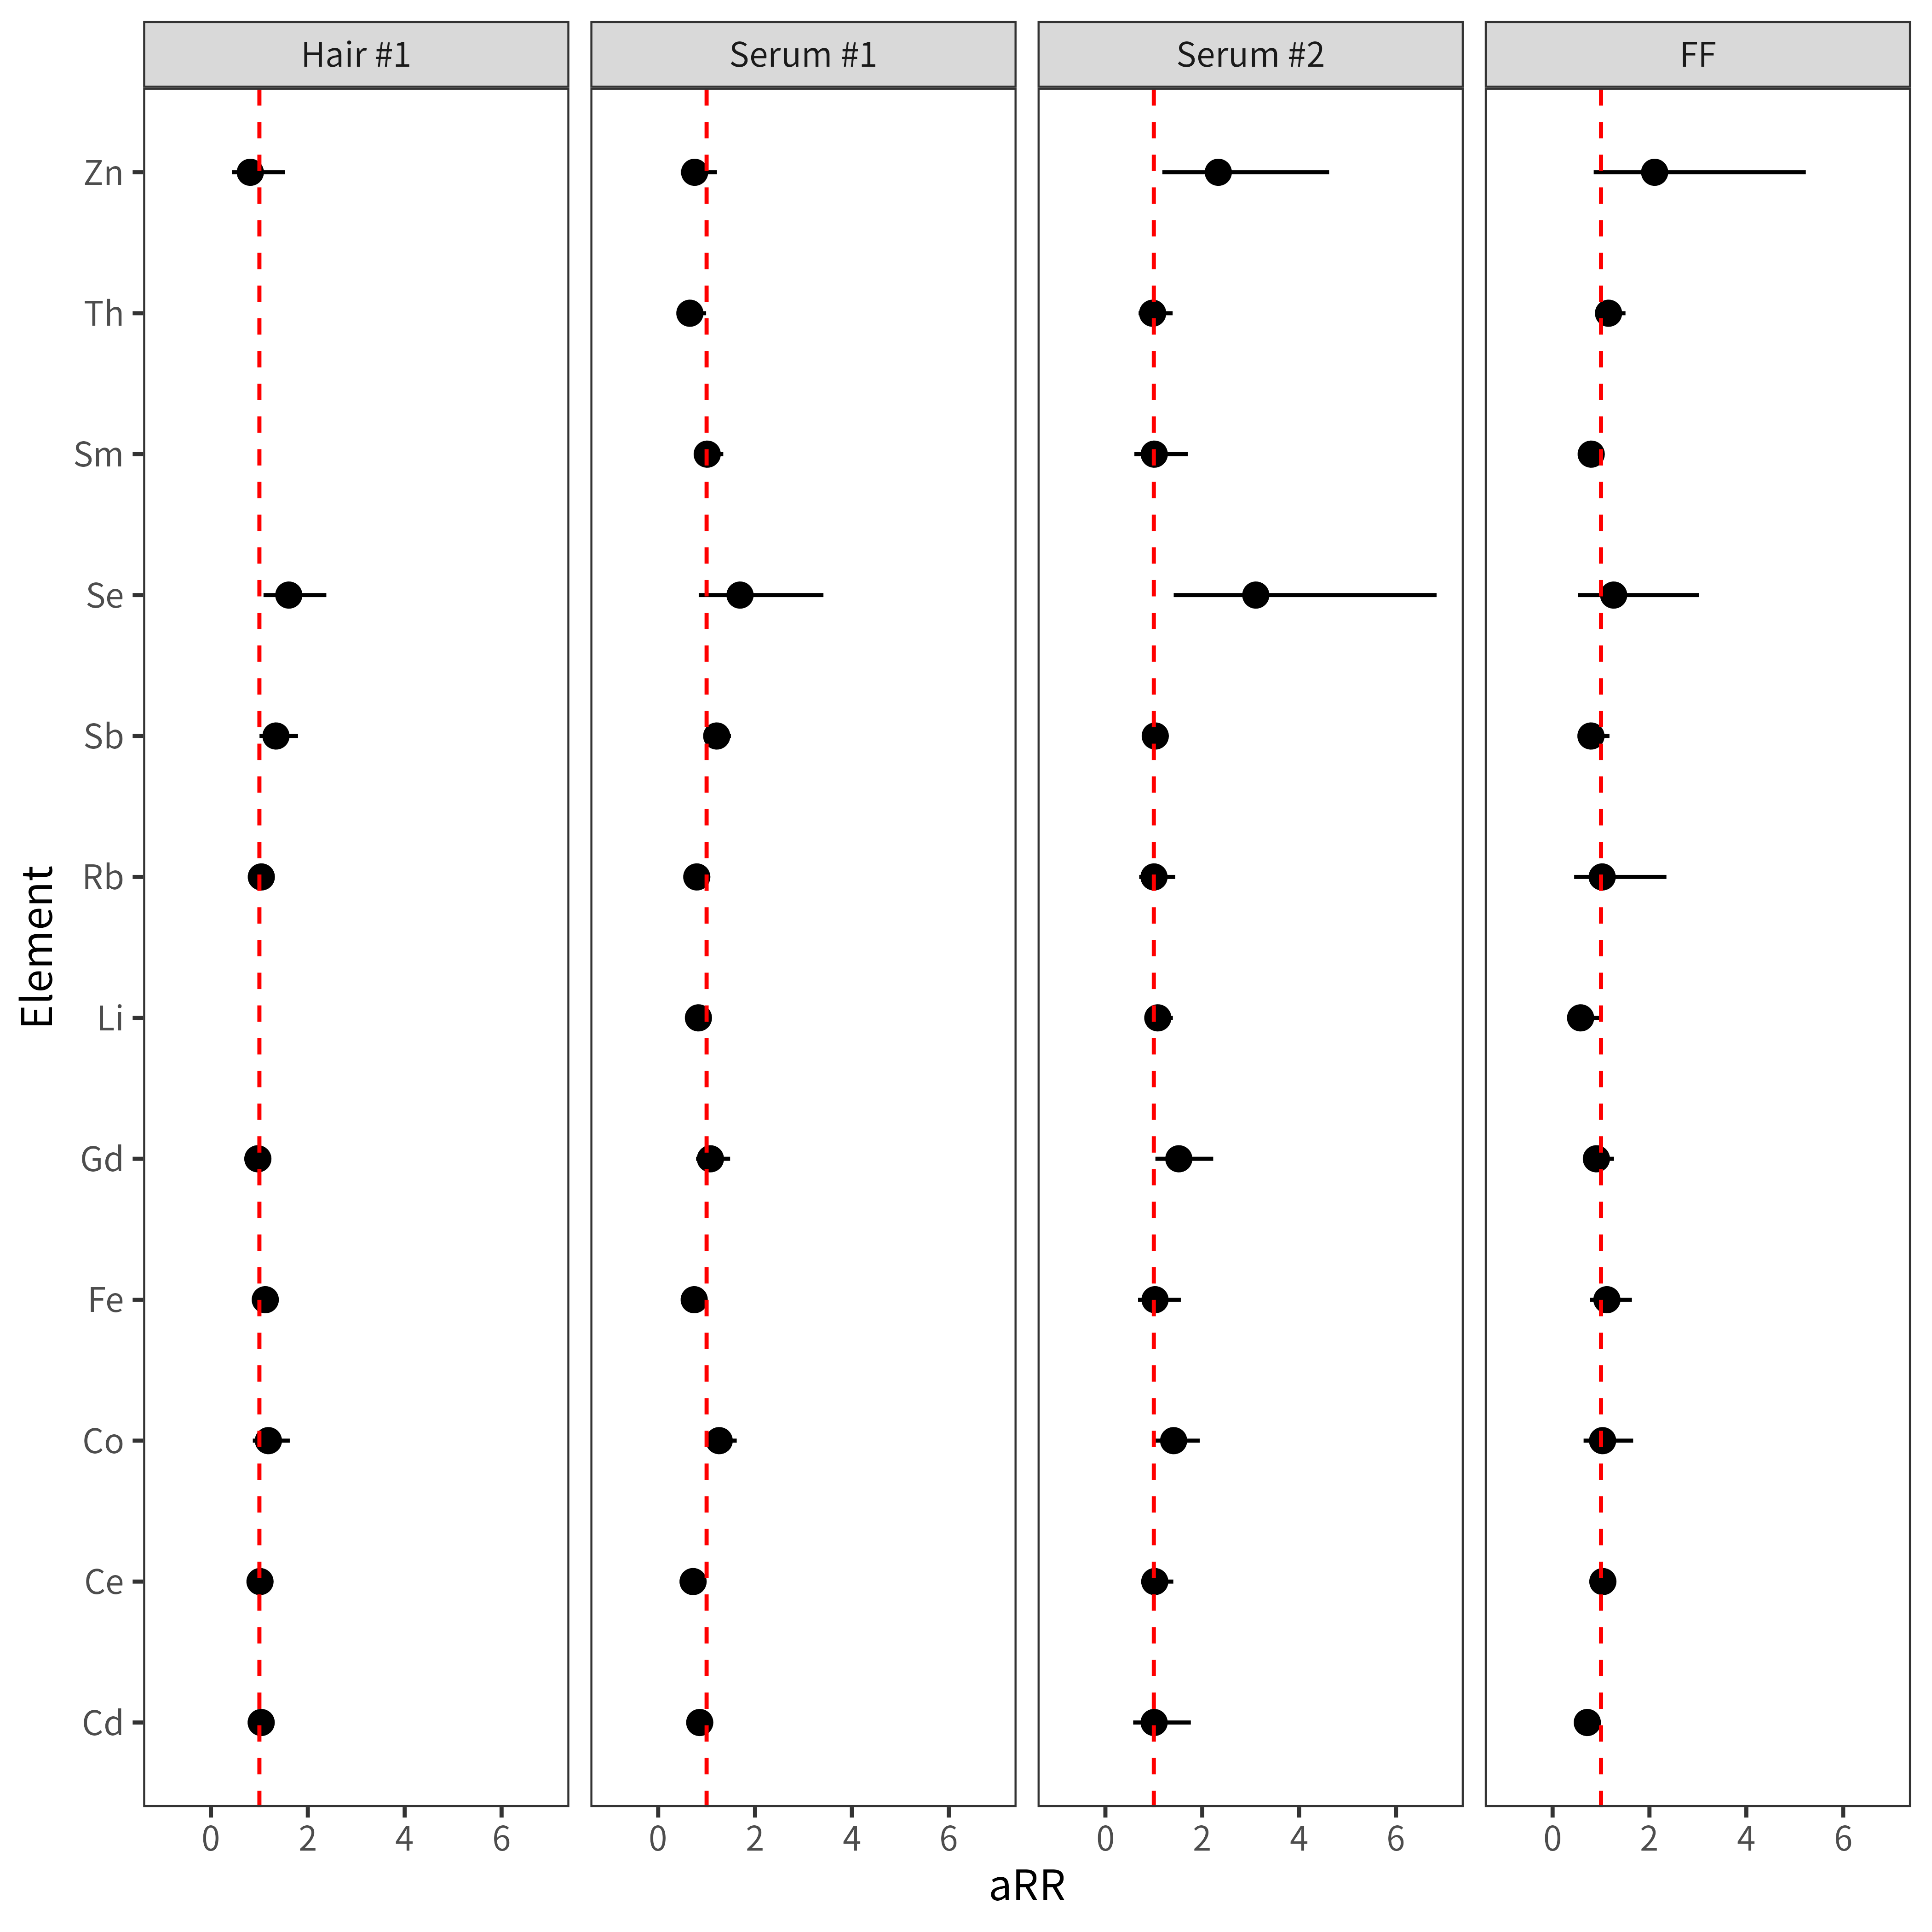 Hair #1 Serum #1 Serum #2 FF
Element
Zn
Th
Sm
Se
Sb
Rb
Li
Gd
Fe
Co
Ce
Cd
0 2 4 6 0 2 4 6 0 2 4 6 0 2 4 6
aRR